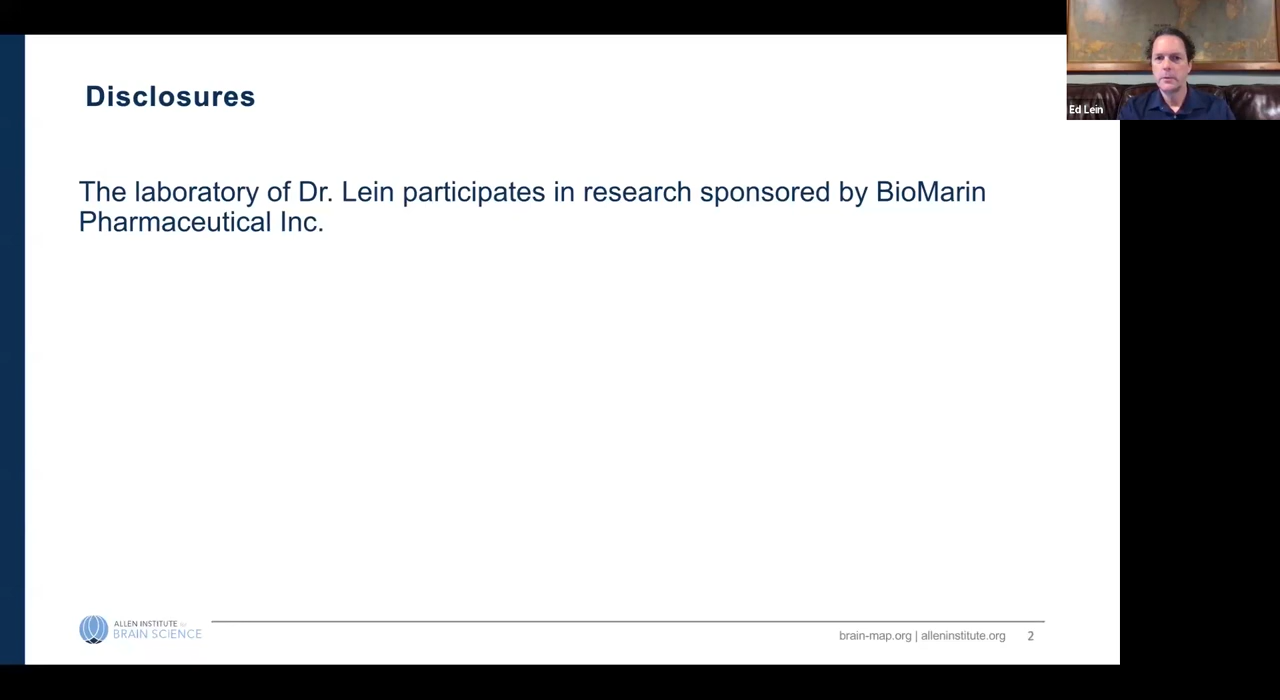 Disclosures
Ed Lein
The laboratory of Dr. Lein participates in research sponsored by BioMarin
Pharmaceutical Inc.
ALLEN INSTITUTE for
BRAIN SCIENCE
brain-map.org | alleninstitute.org
2